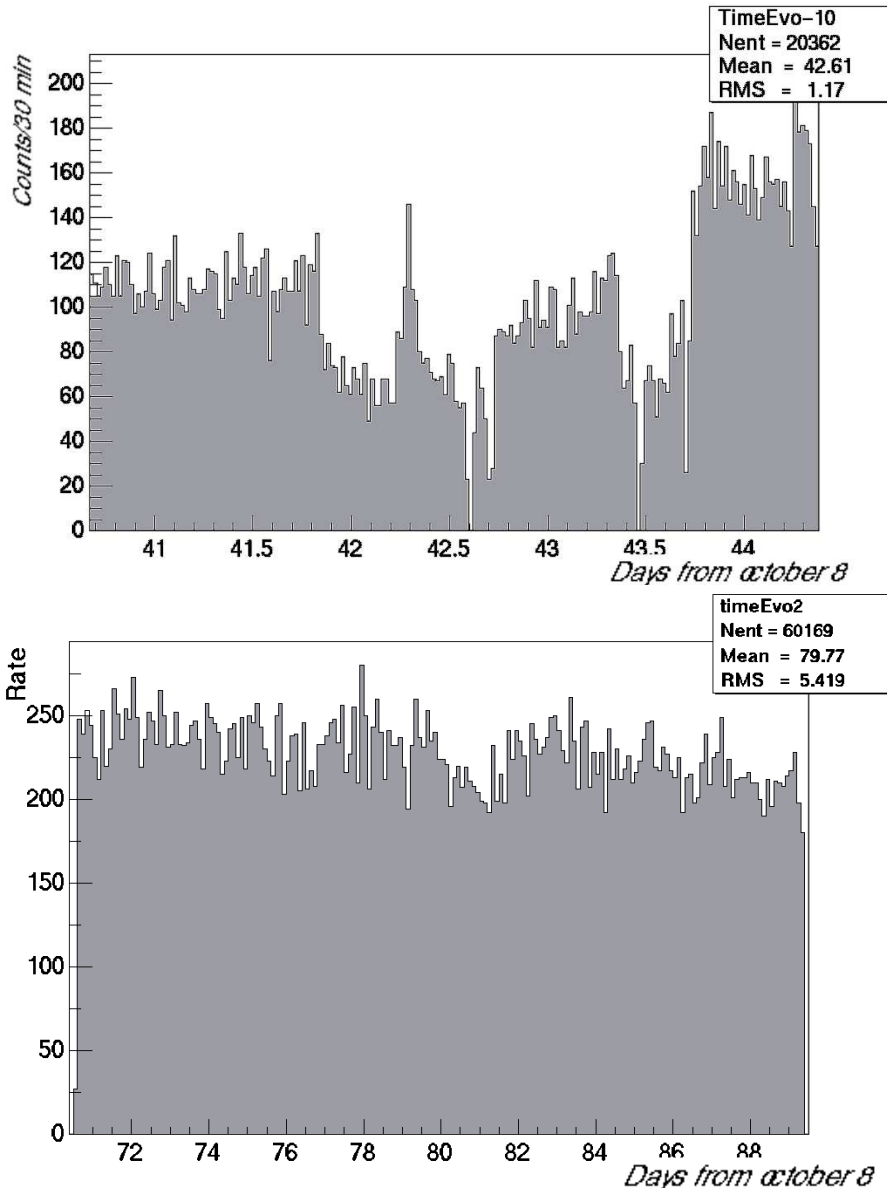 TimeEvo-10
Nent = 20362
Mean = 42.61
RMS = 1.17
Counts/30 min
200
180
160
140
120
100
80
60
40
20
0
41 41.5 42 42.5 43 43.5 44
Days from october 8
timeEvo2
Nent = 60169
Mean = 79.77
RMS = 5.419
Rate
250
200
150
100
50
0
72 74 76 78 80 82 84 86 88
Days from october 8